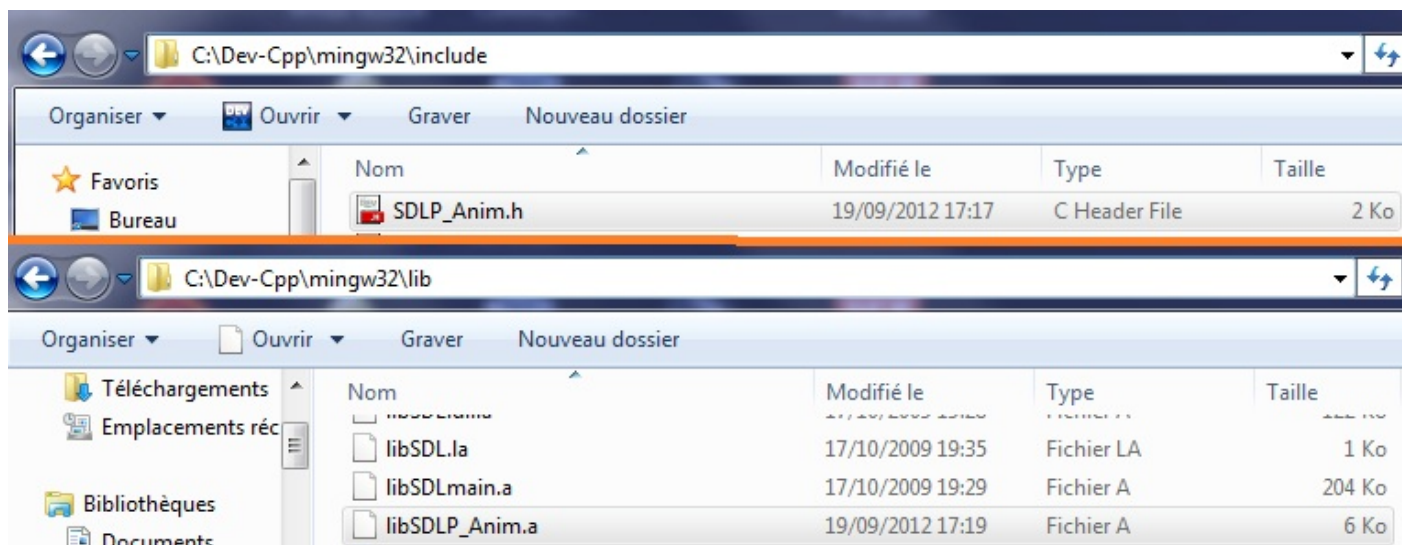 C:\Dev-Cpp\mingw32\include
Organiser Ouvrir Graver Nouveau dossier
Favoris Nom Modifié le Type Taille
Bureau SDLP_Anim.h 19/09/2012 17:17 C Header File 2 Ko
C:\Dev-Cpp\mingw32\lib
Organiser Ouvrir Graver Nouveau dossier
Téléchargements Nom Modifié le Type Taille
Emplacements réc libSDL.la 17/10/2009 19:35 Fichier LA 1 Ko
Bibliothèques libSDLmain.a 17/10/2009 19:29 Fichier A 204 Ko
Documents libSDLP_Anim.a 19/09/2012 17:19 Fichier A 6 Ko